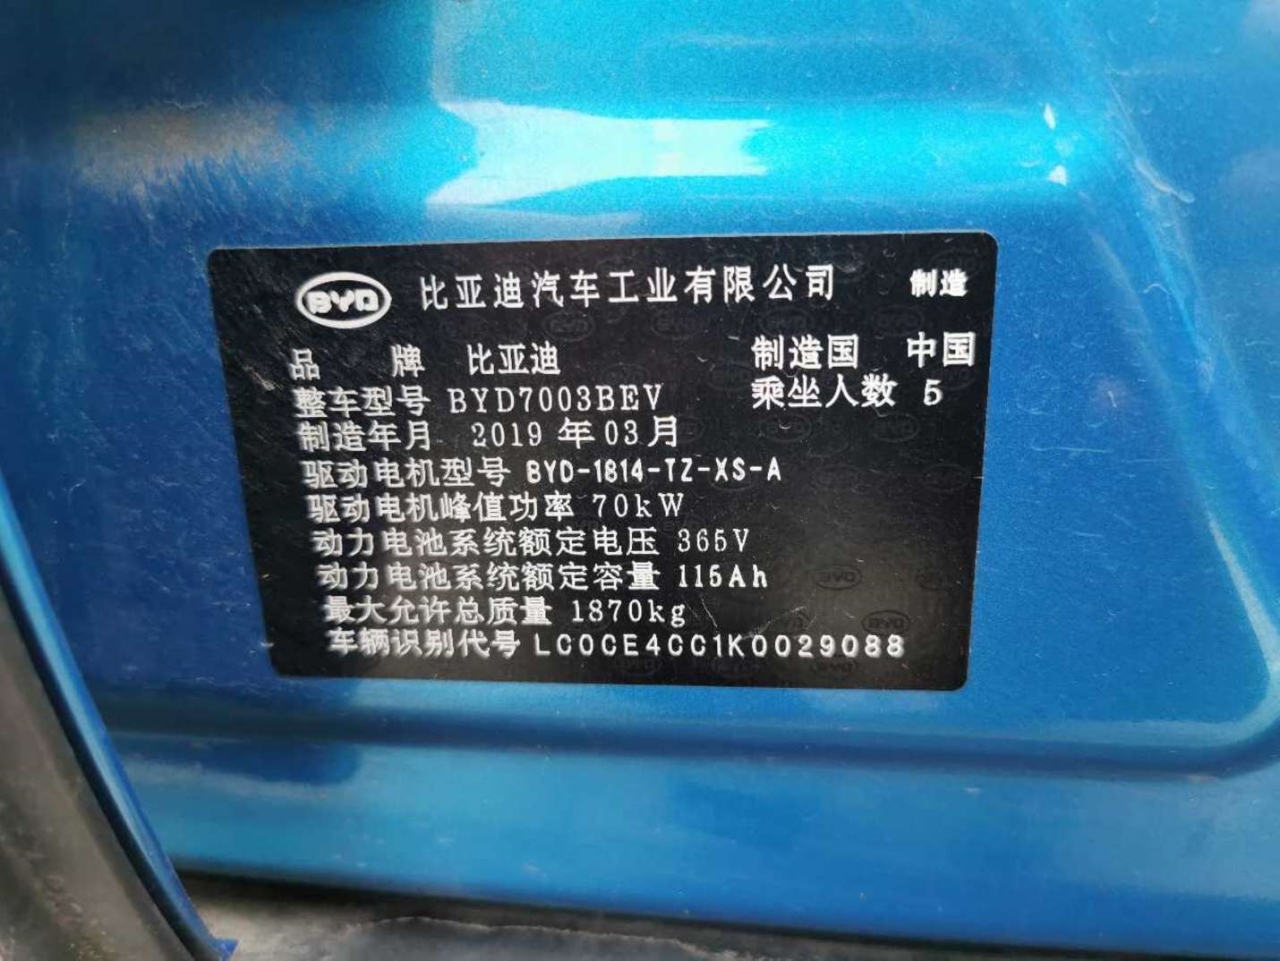 BYD 比亚迪汽车工业有限公司 制造
品 牌 比亚迪 制造国 中国
整车型号 BYD7003BEV 乘坐人数 5
制造年月 2019 年 03 月
驱动电机型号 BYD-1814-TZ-XS-A
驱动电机峰值功率 70kW
动力电池系统额定电压 365V
动力电池系统额定容量 115Ah
最大允许总质量 1870kg
车辆识别代号 LC0CE4CC1K0029088